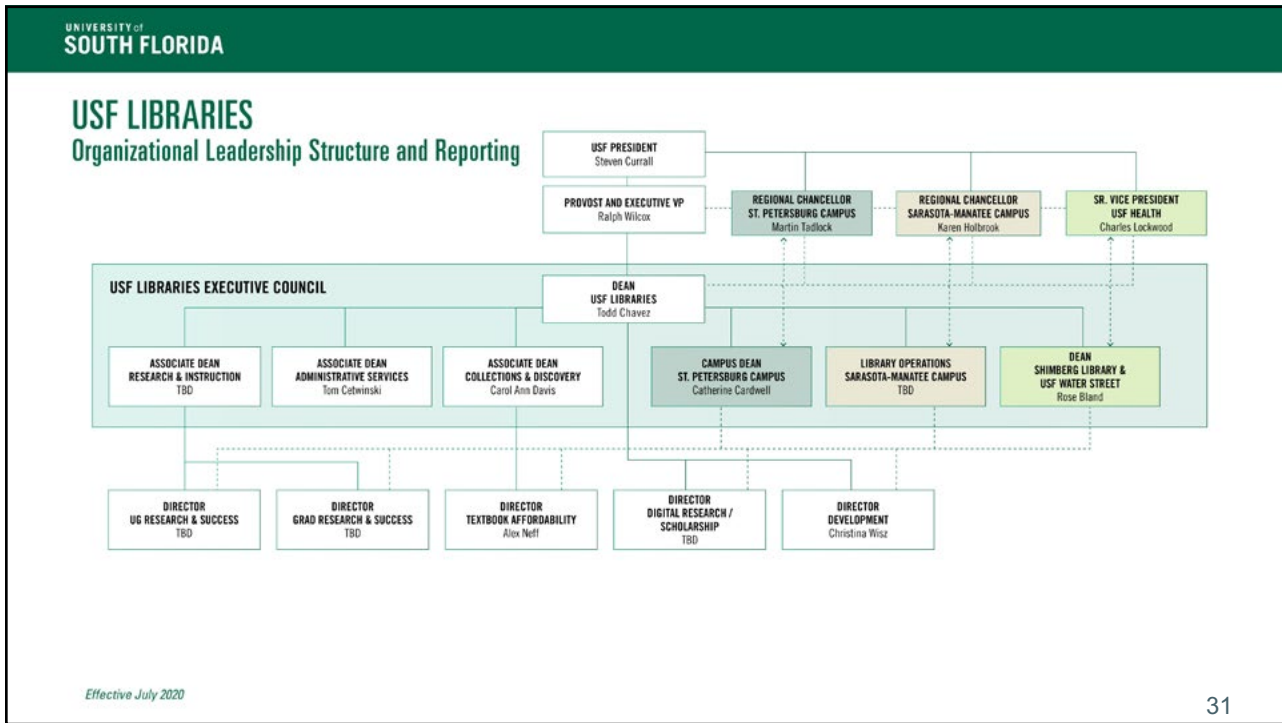 UNIVERSITY of
SOUTH FLORIDA
USF LIBRARIES
Organizational Leadership Structure and Reporting
USF PRESIDENT
Steven Currall
PROVOST AND EXECUTIVE VP
Ralph Wilcox
REGIONAL CHANCELLOR
ST. PETERSBURG CAMPUS
Martin Tadlock
REGIONAL CHANCELLOR
SARASOTA-MANATEE CAMPUS
Karen Holbrook
SR. VICE PRESIDENT
USF HEALTH
Charles Lockwood
USF LIBRARIES EXECUTIVE COUNCIL
DEAN
USF LIBRARIES
Todd Chavez
ASSOCIATE DEAN
RESEARCH & INSTRUCTION
TBD
ASSOCIATE DEAN
ADMINISTRATIVE SERVICES
Tom Cetwinski
ASSOCIATE DEAN
COLLECTIONS & DISCOVERY
Carol Ann Davis
CAMPUS DEAN
ST. PETERSBURG CAMPUS
Catherine Cardwell
LIBRARY OPERATIONS
SARASOTA-MANATEE CAMPUS
TBD
DEAN
SHIMBERG LIBRARY &
USF WATER STREET
Rose Bland
DIRECTOR
UG RESEARCH & SUCCESS
TBD
DIRECTOR
GRAD RESEARCH & SUCCESS
TBD
DIRECTOR
TEXTBOOK AFFORDABILITY
Alex Neff
DIRECTOR
DIGITAL RESEARCH /
SCHOLARSHIP
TBD
DIRECTOR
DEVELOPMENT
Christina Wisz
Effective July 2020
31